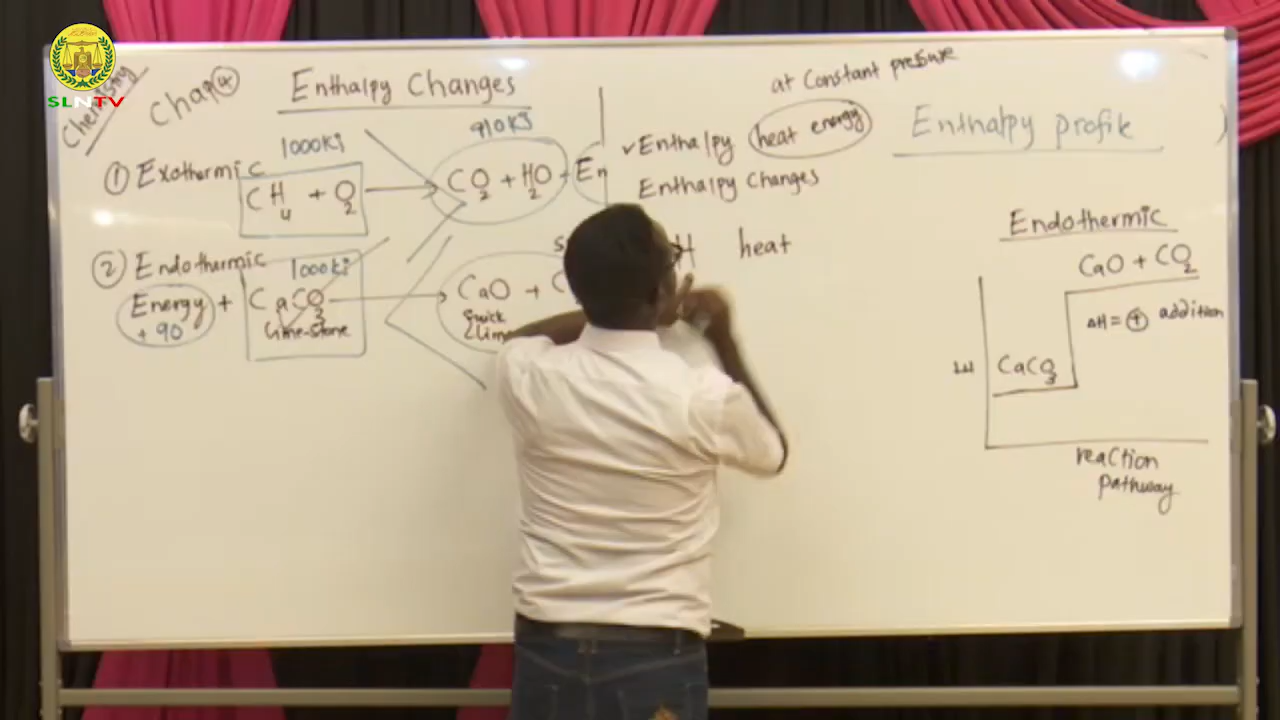 SLNTV
Chemistry
Chap 4
Enthalpy Changes
① Exothermic
1000kj
CH4 + O2 → CO2 + H2O + En
910KJ
② Endothermic
Energy + 90
+
1000kj
CaCO3
Lime-stone
→ CaO + C
Quick
Lim
at Constant pressure
✓ Enthalpy heat energy
Enthalpy Changes
H heat
Enthalpy profile
Endothermic
CaO + CO2
ΔH = ⊕ addition
E
CaCO3
reaction
pathway